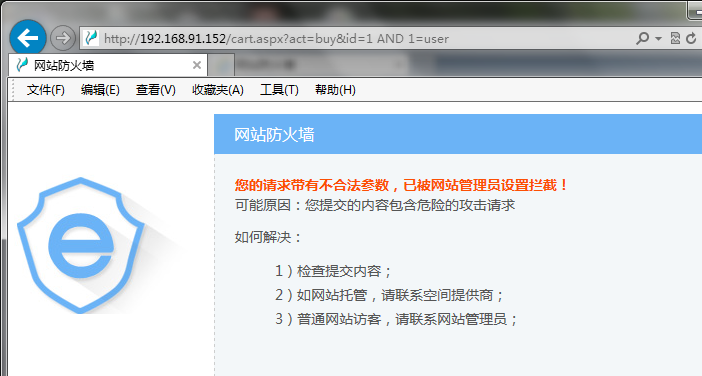 http://192.168.91.152/cart.aspx?act=buy&id=1 AND 1=user
网站防火墙
文件(F) 编辑(E) 查看(V) 收藏夹(A) 工具(T) 帮助(H)
网站防火墙
您的请求带有不合法参数，已被网站管理员设置拦截！
可能原因：您提交的内容包含危险的攻击请求
如何解决：
1）检查提交内容；
2）如网站托管，请联系空间提供商；
3）普通网站访客，请联系网站管理员；